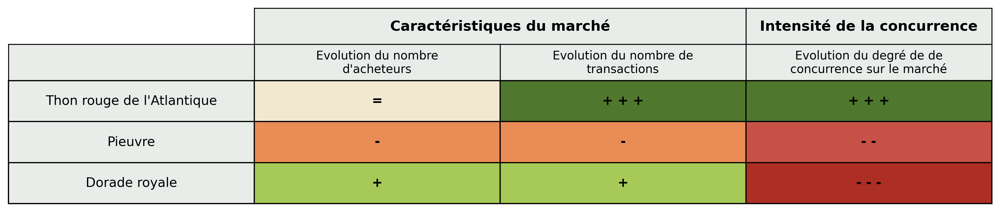 Caractéristiques du marché
Intensité de la concurrence
Evolution du nombre
d'acheteurs
Evolution du nombre de
transactions
Evolution du degré de de
concurrence sur le marché
Thon rouge de l'Atlantique
=
+ + +
+ + +
Pieuvre
-
-
- -
Dorade royale
+
+
- - -